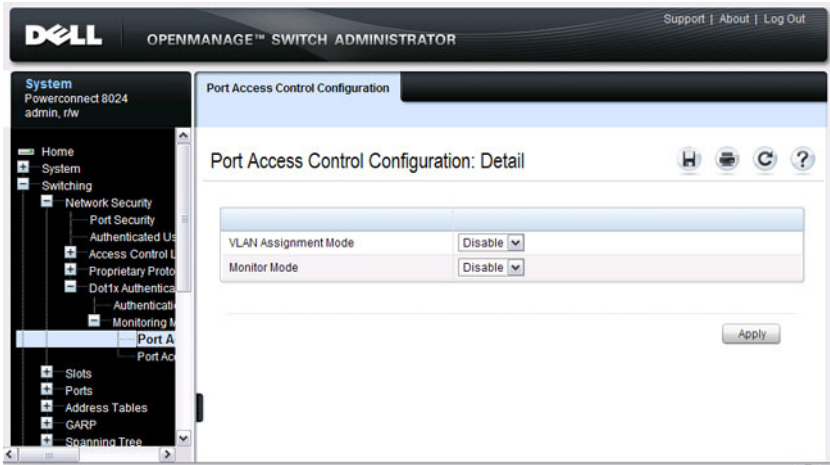 Support | About | Log Out
DELL
OPENMANAGE™ SWITCH ADMINISTRATOR
System
Powerconnect 8024
admin, r/w
Port Access Control Configuration
Home
System
Switching
Network Security
Port Security
Authenticated Us
Access Control L
Proprietary Proto
Dot1x Authentica
Authenticati
Monitoring M
Port A
Port Ac
Slots
Ports
Address Tables
GARP
Spanning Tree
Port Access Control Configuration: Detail
VLAN Assignment Mode Disable
Monitor Mode Disable
Apply